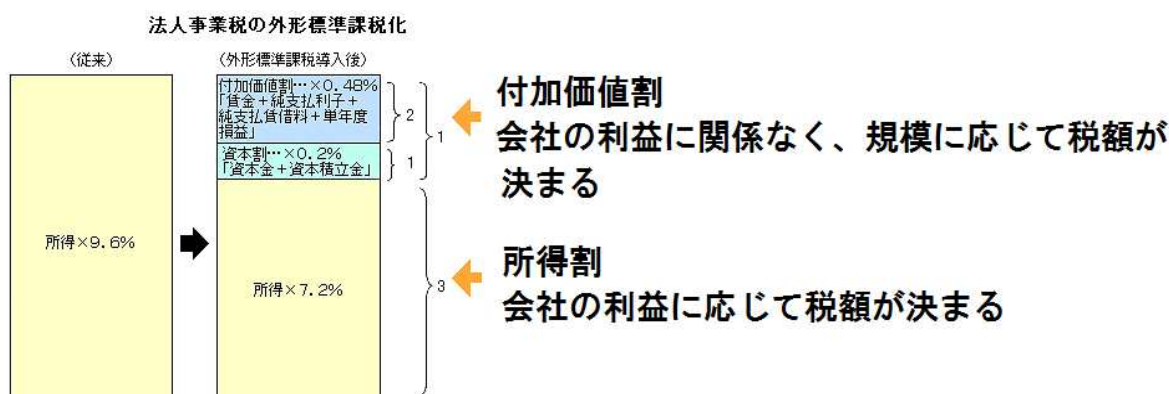 法人事業税の外形標準課税化
(従来)
(外形標準課税導入後)
所得×9.6%
付加価値割…×0.48%
「賃金+純支払利子+
純支払賃借料+単年度
損益」
2
1
資本割…×0.2%
「資本金+資本積立金」
1
所得×7.2%
3
付加価値割
会社の利益に関係なく、規模に応じて税額が
決まる
所得割
会社の利益に応じて税額が決まる